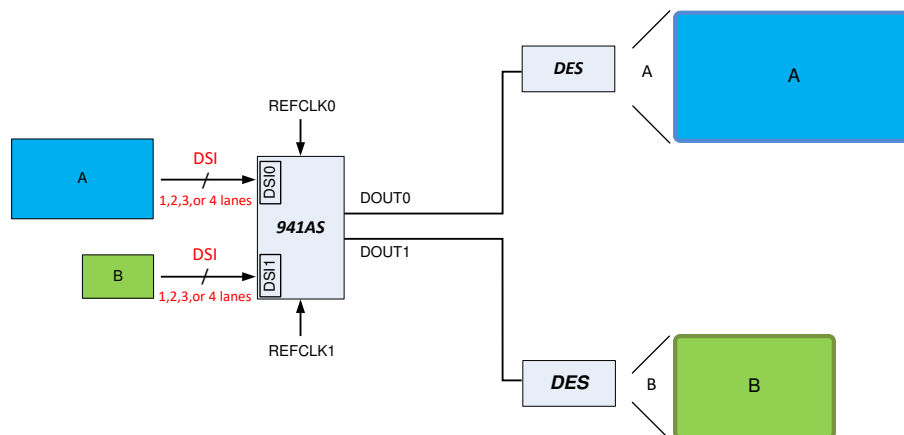 DES
A
A
REFCLK0
A
DSI
1,2,3,or 4 lanes
DSI0
941AS
DOUT0
DOUT1
B
DSI
1,2,3,or 4 lanes
DSI1
REFCLK1
DES
B
B